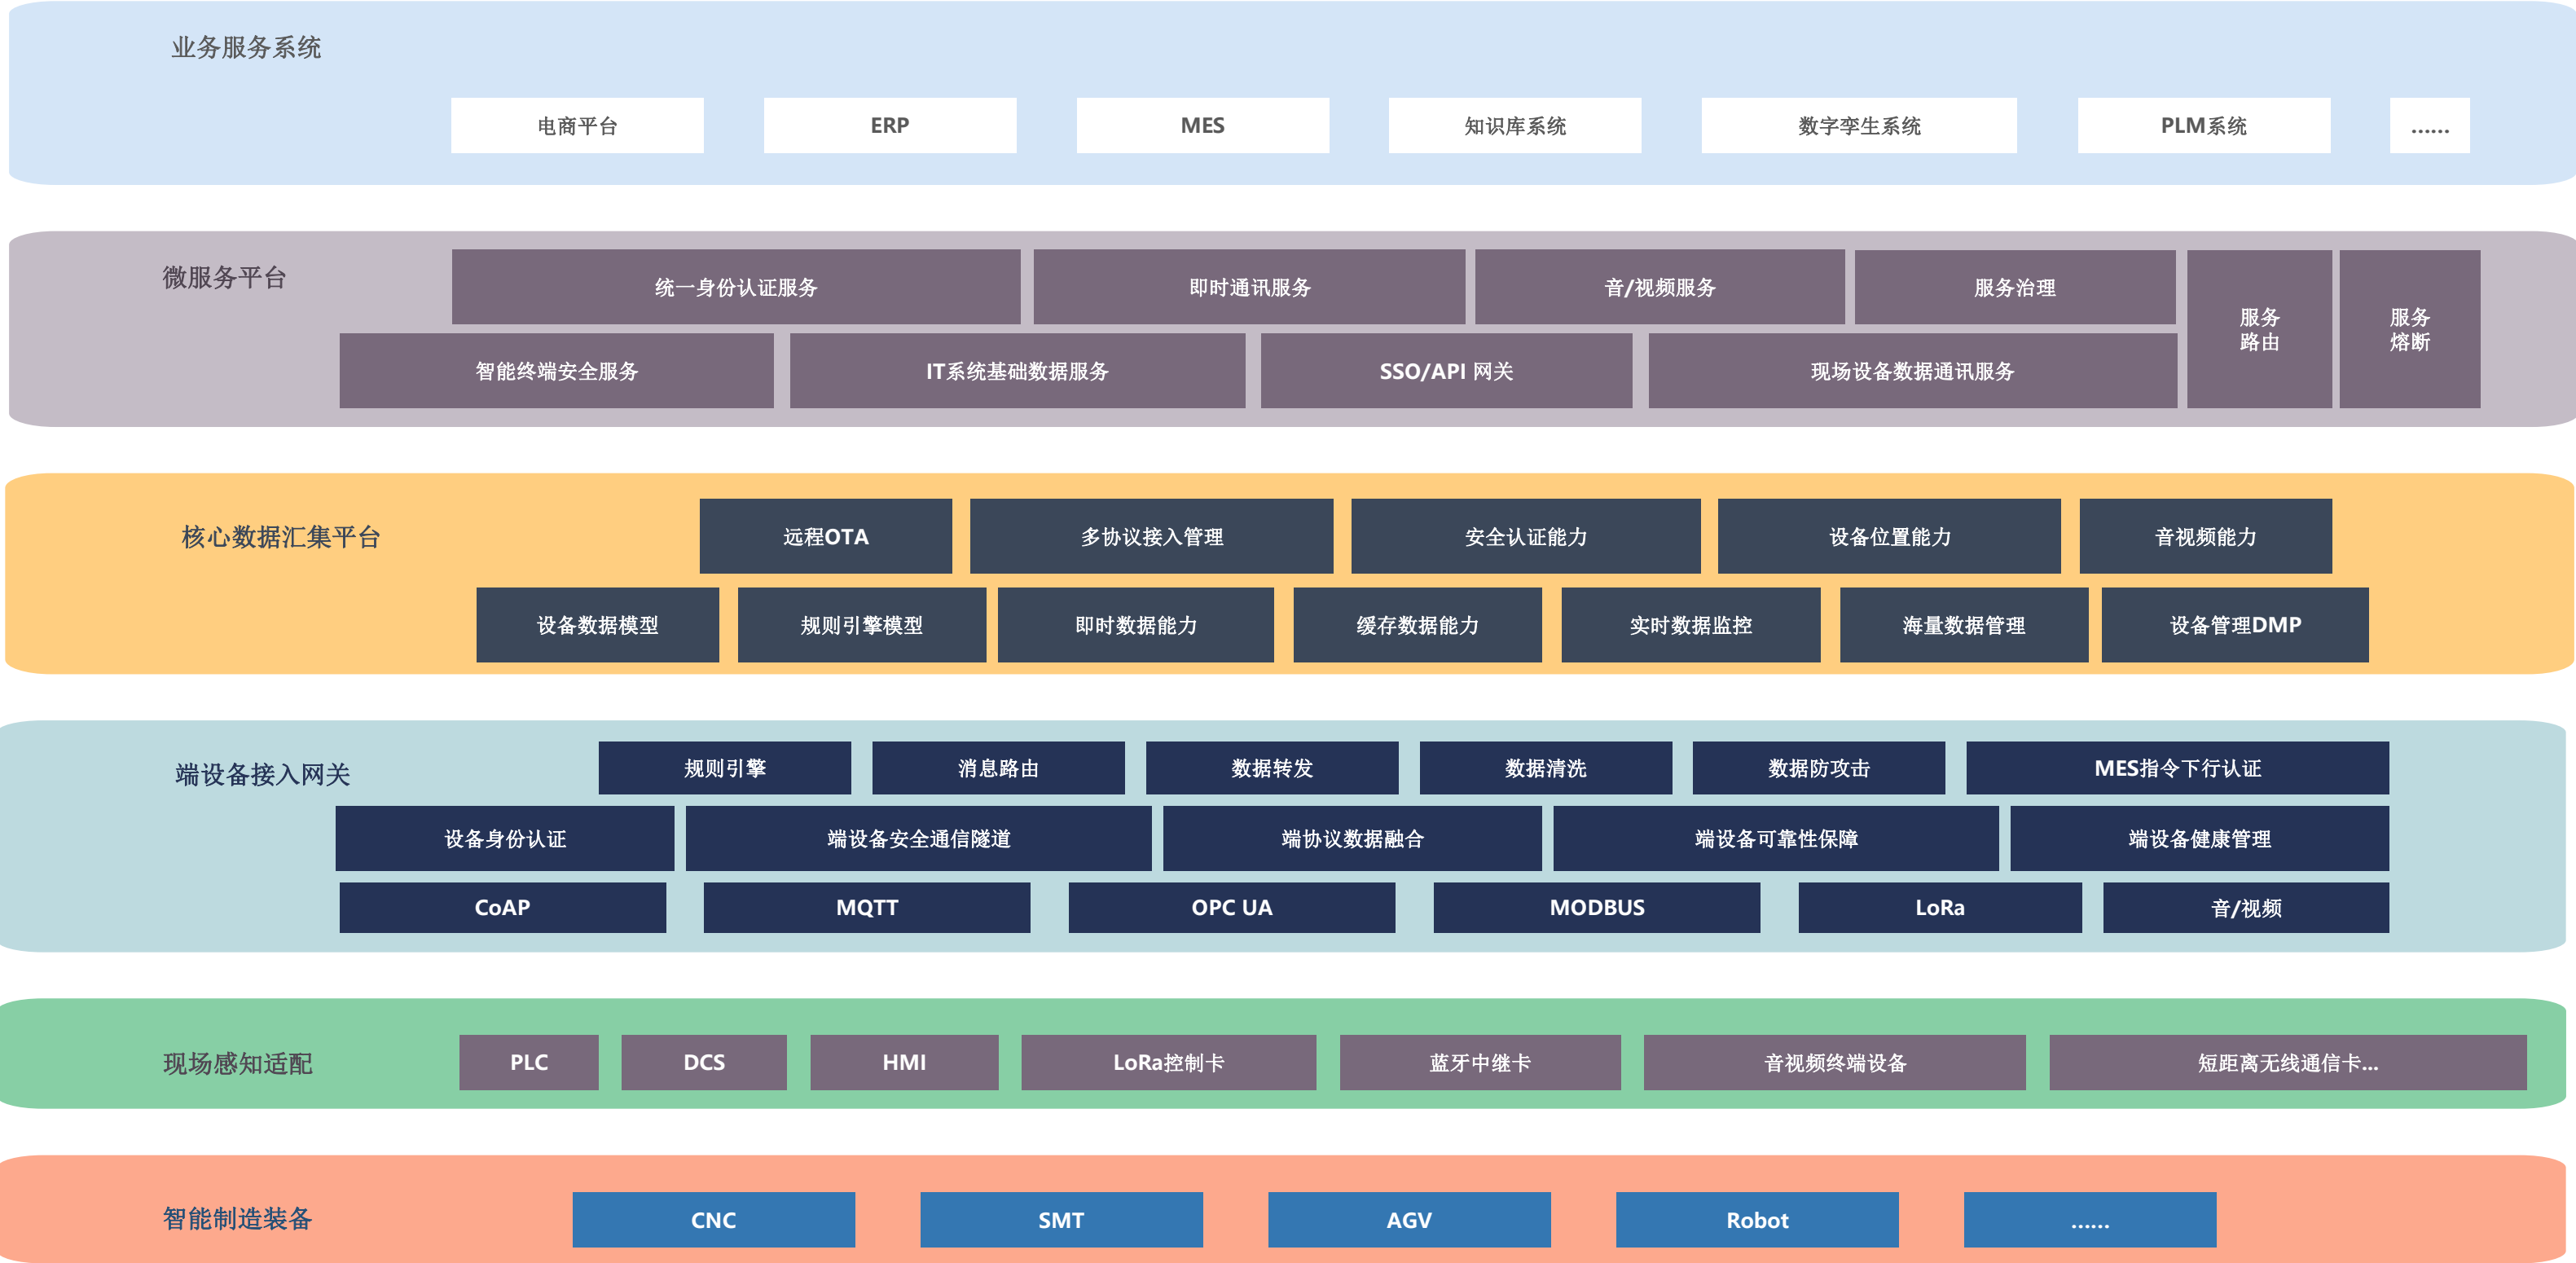 业务服务系统
电商平台
ERP
MES
知识库系统
数字孪生系统
PLM系统
……
微服务平台
统一身份认证服务
即时通讯服务
音/视频服务
服务治理
服务
路由
服务
熔断
智能终端安全服务
IT系统基础数据服务
SSO/API 网关
现场设备数据通讯服务
核心数据汇集平台
远程OTA
多协议接入管理
安全认证能力
设备位置能力
音视频能力
设备数据模型
规则引擎模型
即时数据能力
缓存数据能力
实时数据监控
海量数据管理
设备管理DMP
端设备接入网关
规则引擎
消息路由
数据转发
数据清洗
数据防攻击
MES指令下行认证
设备身份认证
端设备安全通信隧道
端协议数据融合
端设备可靠性保障
端设备健康管理
CoAP
MQTT
OPC UA
MODBUS
LoRa
音/视频
现场感知适配
PLC
DCS
HMI
LoRa控制卡
蓝牙中继卡
音视频终端设备
短距离无线通信卡...
智能制造装备
CNC
SMT
AGV
Robot
……